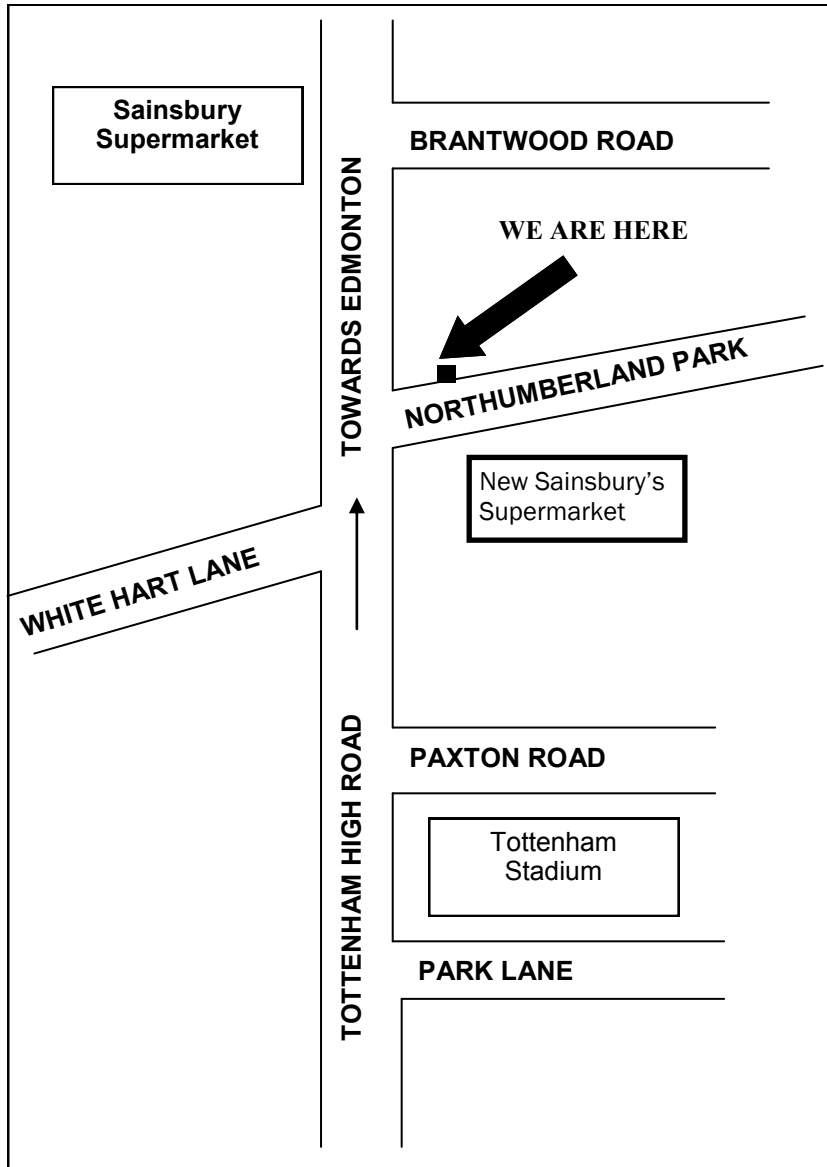 Sainsbury
Supermarket
BRANTWOOD ROAD
WE ARE HERE
TOWARDS EDMONTON
NORTHUMBERLAND PARK
New Sainsbury's
Supermarket
WHITE HART LANE
TOTTENHAM HIGH ROAD
PAXTON ROAD
Tottenham
Stadium
PARK LANE